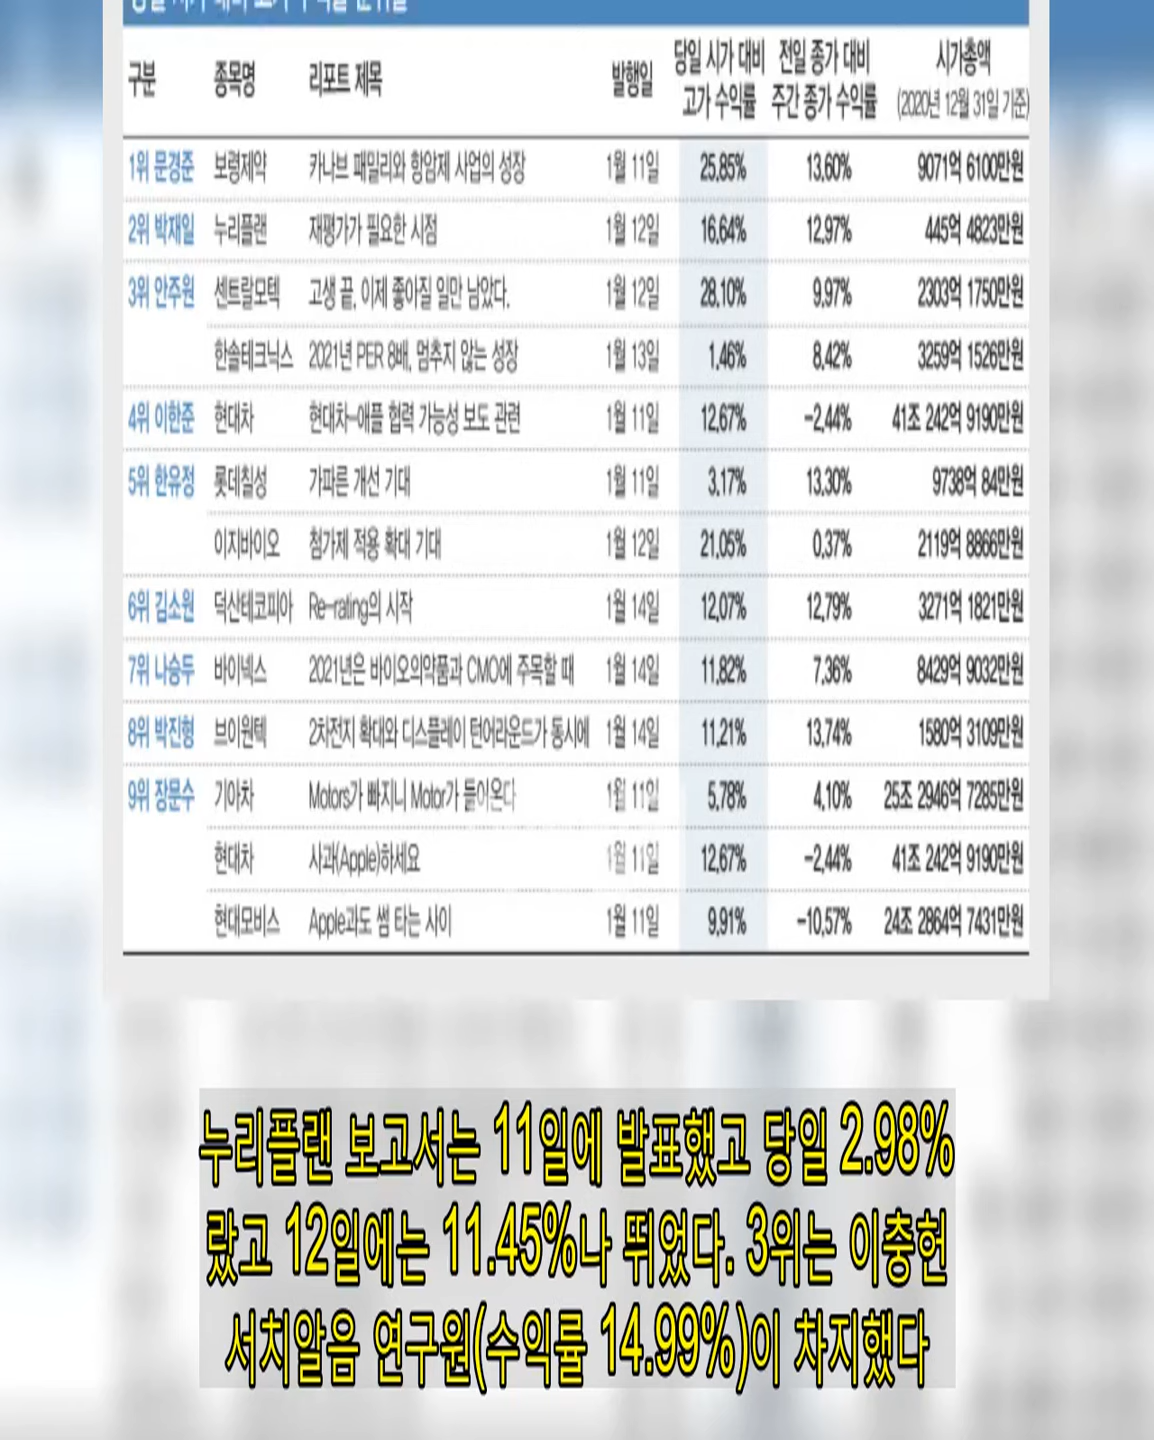 구분 종목명 리포트 제목 발행일 당일 시가 대비 고가 수익률 전일 종가 대비 주간 종가 수익률 시가총액 (2020년 12월 31일 기준)
1위 문경준 보령제약 카나브 패밀리와 항암제 사업의 성장 1월 11일 25.85% 13.60% 9071억 6100만원
2위 박재일 누리플랜 재평가가 필요한 시점 1월 12일 16.64% 12.97% 445억 4823만원
3위 안주원 센트랄모텍 고생 끝, 이제 좋아질 일만 남았다. 1월 12일 28.10% 9.97% 2303억 1750만원
한솔테크닉스 2021년 PER 8배, 멈추지 않는 성장 1월 13일 1.46% 8.42% 3259억 1526만원
4위 이한준 현대차 현대차-애플 협력 가능성 보도 관련 1월 11일 12.67% -2.44% 41조 242억 9190만원
5위 한유정 롯데칠성 가파른 개선 기대 1월 11일 3.17% 13.30% 9738억 84만원
이지바이오 첨가제 적용 확대 기대 1월 12일 21.05% 0.37% 2119억 8866만원
6위 김소원 덕산테코피아 Re-rating의 시작 1월 14일 12.07% 12.79% 3271억 1821만원
7위 나승두 바이넥스 2021년은 바이오의약품과 CMO에 주목할 때 1월 14일 11.82% 7.36% 8429억 9032만원
8위 박진형 브이원텍 2차전지 확대와 디스플레이 턴어라운드가 동시에 1월 14일 11.21% 13.74% 1580억 3109만원
9위 장문수 기아차 Motors가 빠지니 Motor가 들어온다 1월 11일 5.78% 4.10% 25조 2946억 7285만원
현대차 사과(Apple)하세요 1월 11일 12.67% -2.44% 41조 242억 9190만원
현대모비스 Apple과도 썸 타는 사이 1월 11일 9.91% -10.57% 24조 2864억 7431만원
누리플랜 보고서는 11일에 발표했고 당일 2.98%
랐고 12일에는 11.45%나 뛰었다. 3위는 이충헌
서치알음 연구원(수익률 14.99%)이 차지했다